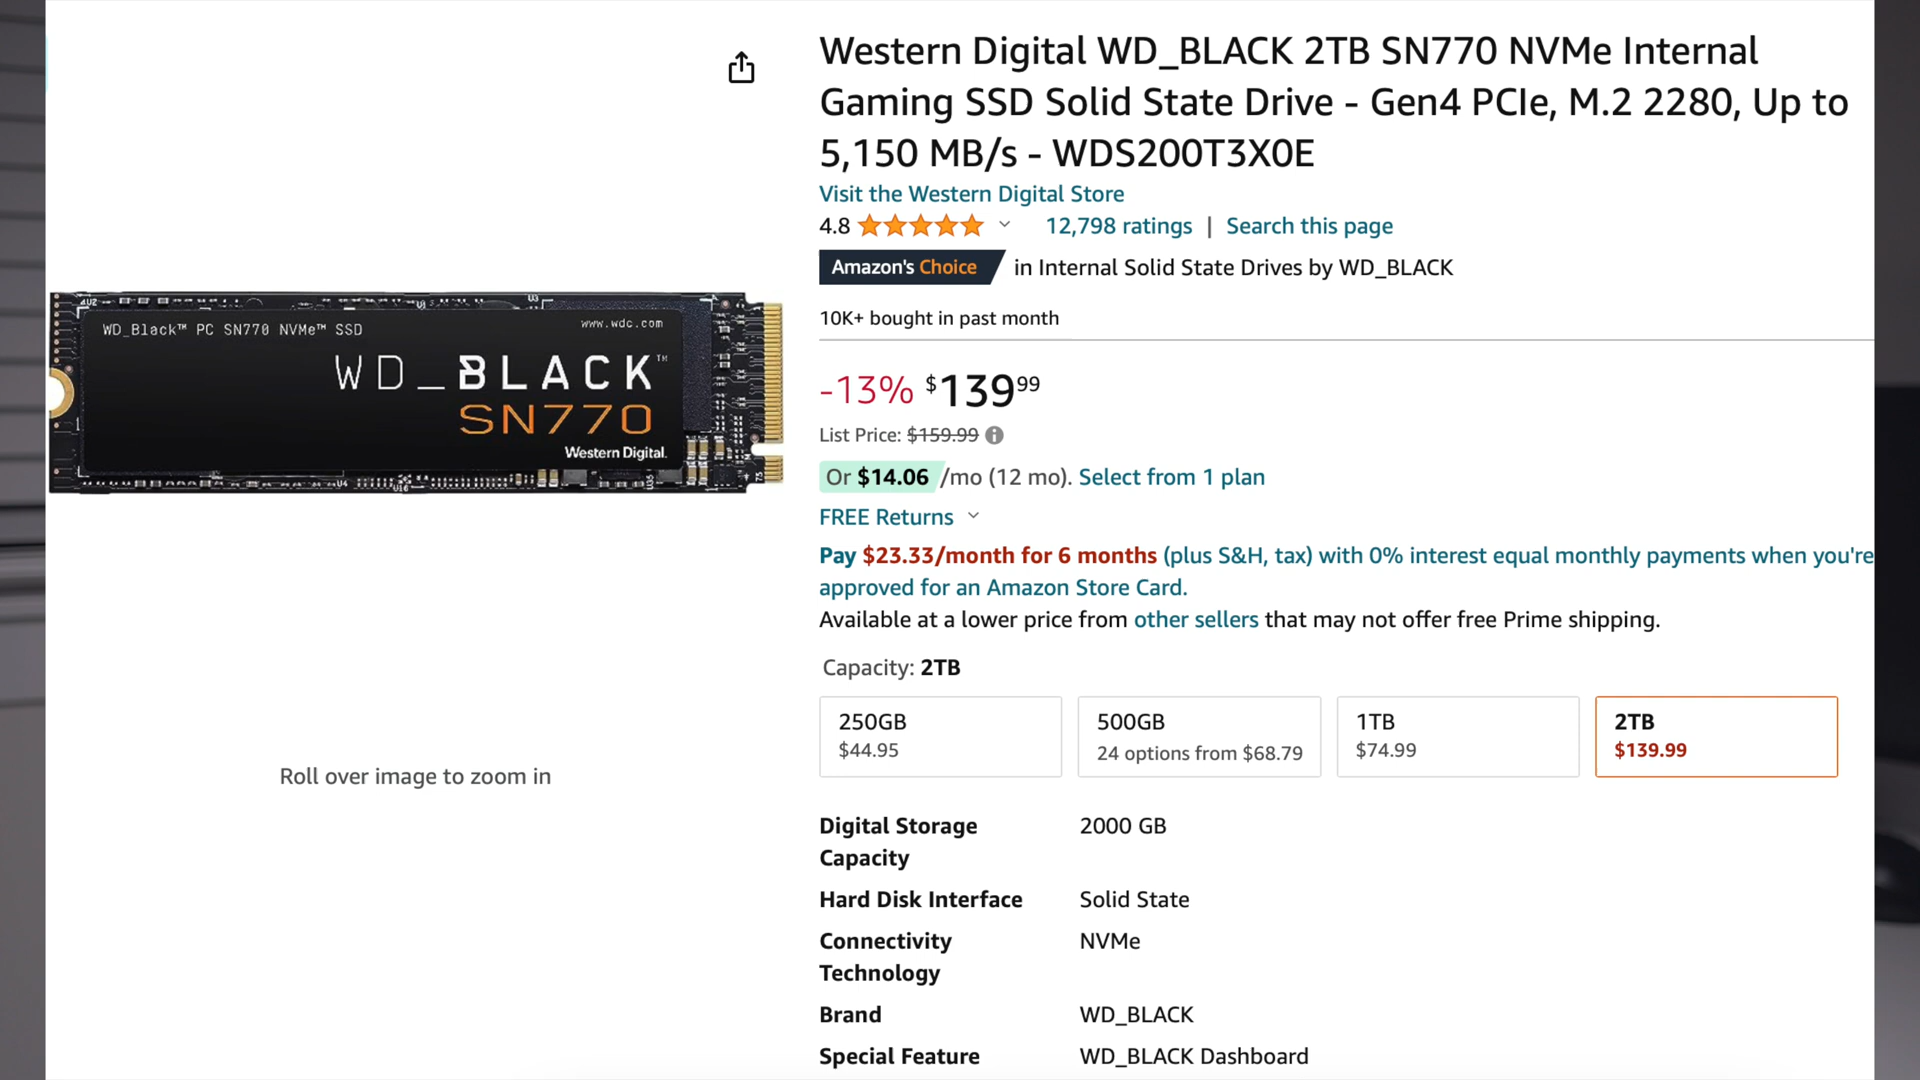 Western Digital WD_BLACK 2TB SN770 NVMe Internal
Gaming SSD Solid State Drive - Gen4 PCIe, M.2 2280, Up to
5,150 MB/s - WDS200T3X0E
Visit the Western Digital Store
4.8
12,798 ratings | Search this page
Amazon's Choice in Internal Solid State Drives by WD_BLACK
10K+ bought in past month
WD_Black™ PC SN770 NVMe™ SSD
www.wdc.com
WD_BLACK™
SN770
Western Digital.
-13% $139 99
List Price: $159.99
Or $14.06 /mo (12 mo). Select from 1 plan
FREE Returns
Pay $23.33/month for 6 months (plus S&H, tax) with 0% interest equal monthly payments when you're
approved for an Amazon Store Card.
Available at a lower price from other sellers that may not offer free Prime shipping.
Capacity: 2TB
250GB
$44.95
500GB
24 options from $68.79
1TB
$74.99
2TB
$139.99
Roll over image to zoom in
Digital Storage
Capacity
2000 GB
Hard Disk Interface
Solid State
Connectivity
Technology
NVMe
Brand
WD_BLACK
Special Feature
WD_BLACK Dashboard